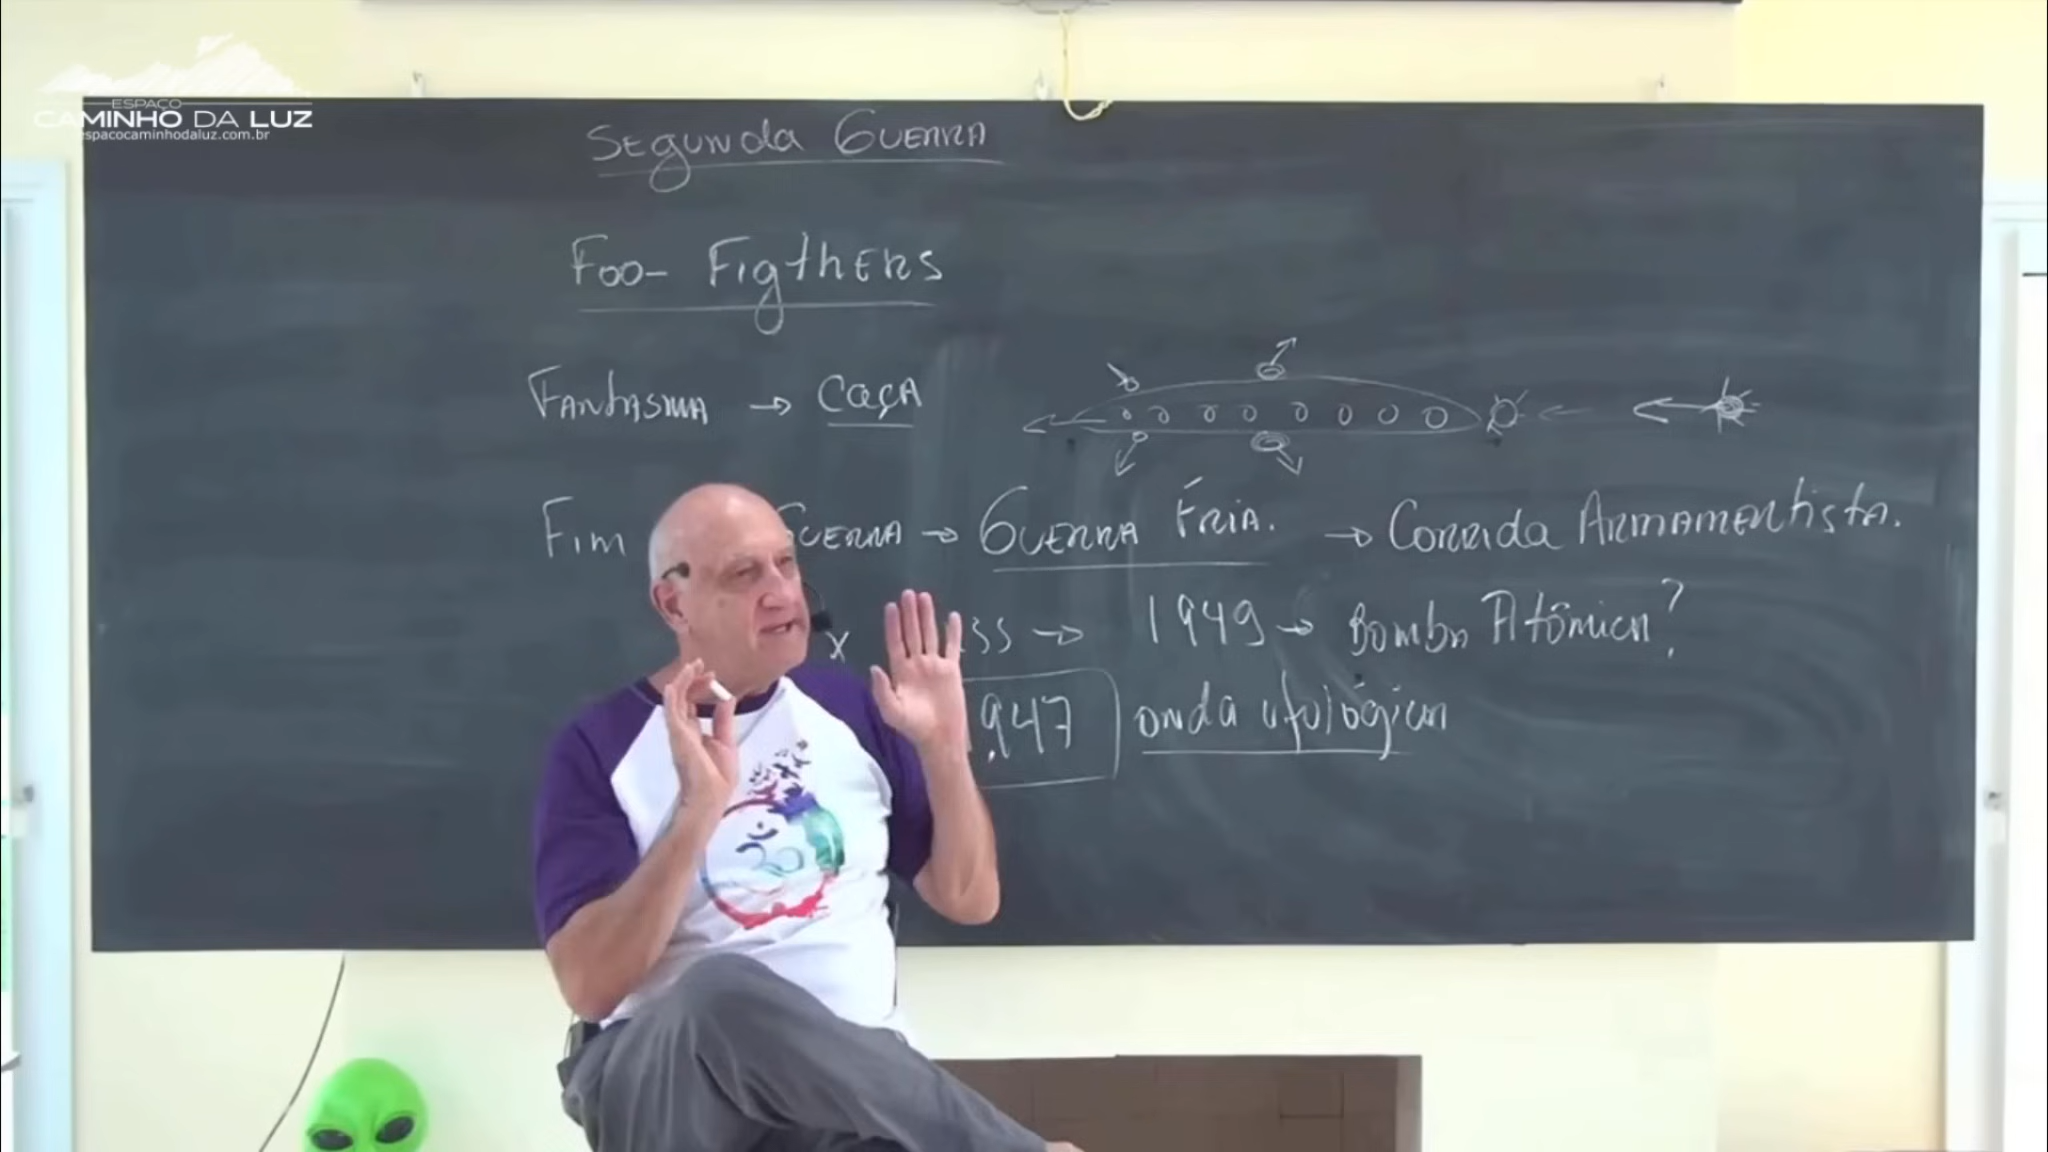 ESPAÇO
CAMINHO DA LUZ
espacocaminhodaluz.com.br
SEgunda GUERRA
Foo- FigthERS
FANTASMA → CAçA
Fim GUERRA → GUERRA FRIA. → CORRIda ARMAMENtistA.
X SS → 1949 → Bomba Atômica?
947 onda ufológica